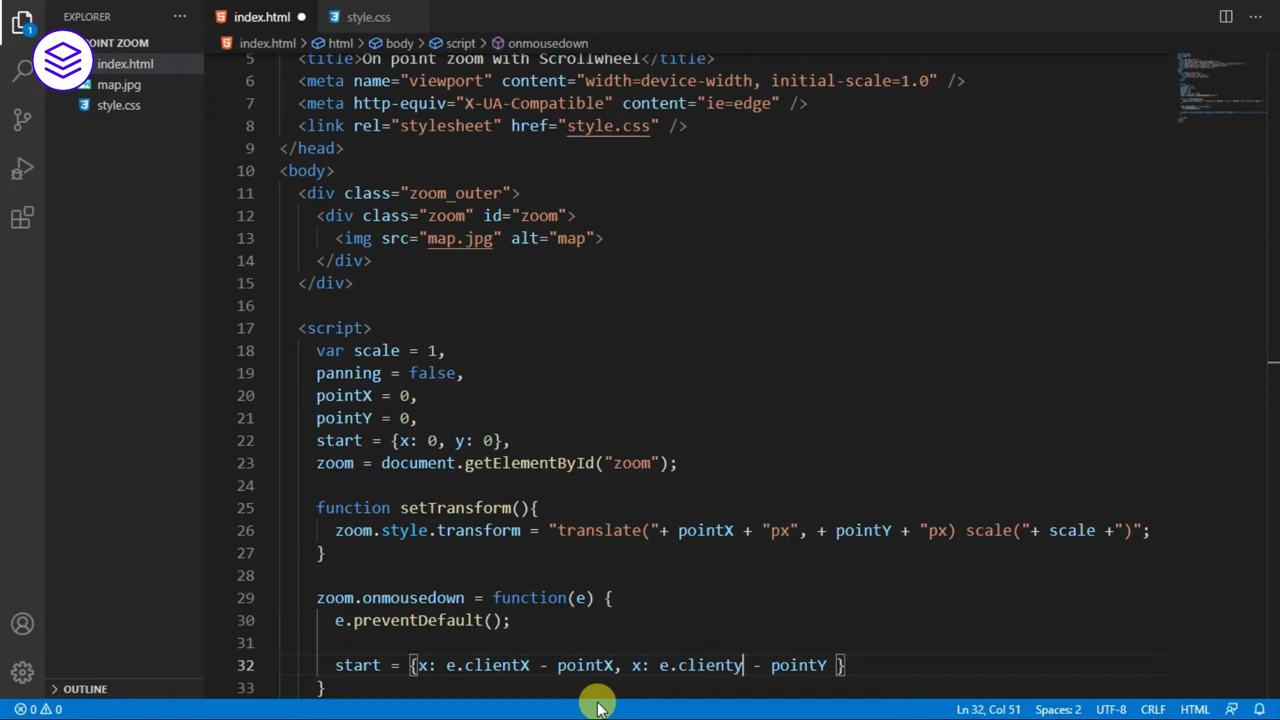 EXPLORER
index.html
style.css
1
POINT ZOOM
index.html > html > body > script > onmousedown
index.html
map.jpg
style.css
5 <title>On point zoom with ScrollWheel</title>
6 <meta name="viewport" content="width=device-width, initial-scale=1.0" />
7 <meta http-equiv="X-UA-Compatible" content="ie=edge" />
8 <link rel="stylesheet" href="style.css" />
9 </head>
10 <body>
11 <div class="zoom_outer">
12 <div class="zoom" id="zoom">
13 <img src="map.jpg" alt="map">
14 </div>
15 </div>
16
17 <script>
18 var scale = 1,
19 panning = false,
20 pointX = 0,
21 pointY = 0,
22 start = {x: 0, y: 0},
23 zoom = document.getElementById("zoom");
24
25 function setTransform(){
26 zoom.style.transform = "translate("+ pointX + "px", + pointY + "px) scale("+ scale +")";
27 }
28
29 zoom.onmousedown = function(e) {
30 e.preventDefault();
31
32 start = {x: e.clientX - pointX, x: e.clienty - pointY }
33 }
OUTLINE
0 0
Ln 32, Col 51
Spaces: 2
UTF-8
CRLF
HTML